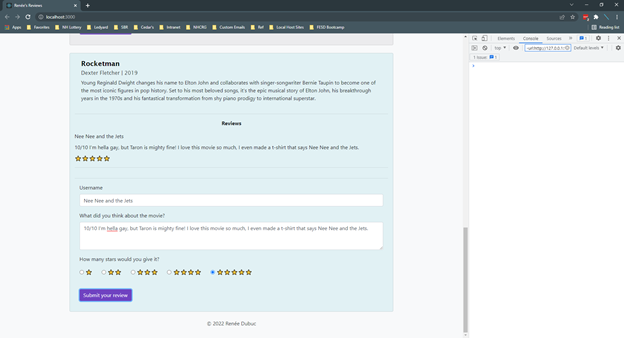 Renée's Reviews
localhost:3000
Apps Favorites NH Lottery Ledyard SBR Cedar's Intranet NHCRG Custom Emails Ref Local Host Sites FEED Bootcamp Reading list
Elements Console Sources
top Default levels
1 Issue: 1
Rocketman
Dexter Fletcher | 2019
Young Reginald Dwight changes his name to Elton John and collaborates with singer-songwriter Bernie Taupin to become one of
the most iconic figures in pop history. Set to his most beloved songs, it's the epic musical story of Elton John, his breakthrough
years in the 1970s and his fantastical transformation from shy piano prodigy to international superstar.
Reviews
Nee Nee and the Jets
10/10 I'm hella gay, but Taron is mighty fine! I love this movie so much, I even made a t-shirt that says Nee Nee and the Jets.
Username
Nee Nee and the Jets
What did you think about the movie?
10/10 I'm hella gay, but Taron is mighty fine! I love this movie so much, I even made a t-shirt that says Nee Nee and the Jets.
How many stars would you give it?
Submit your review
© 2022 Renée Dubuc